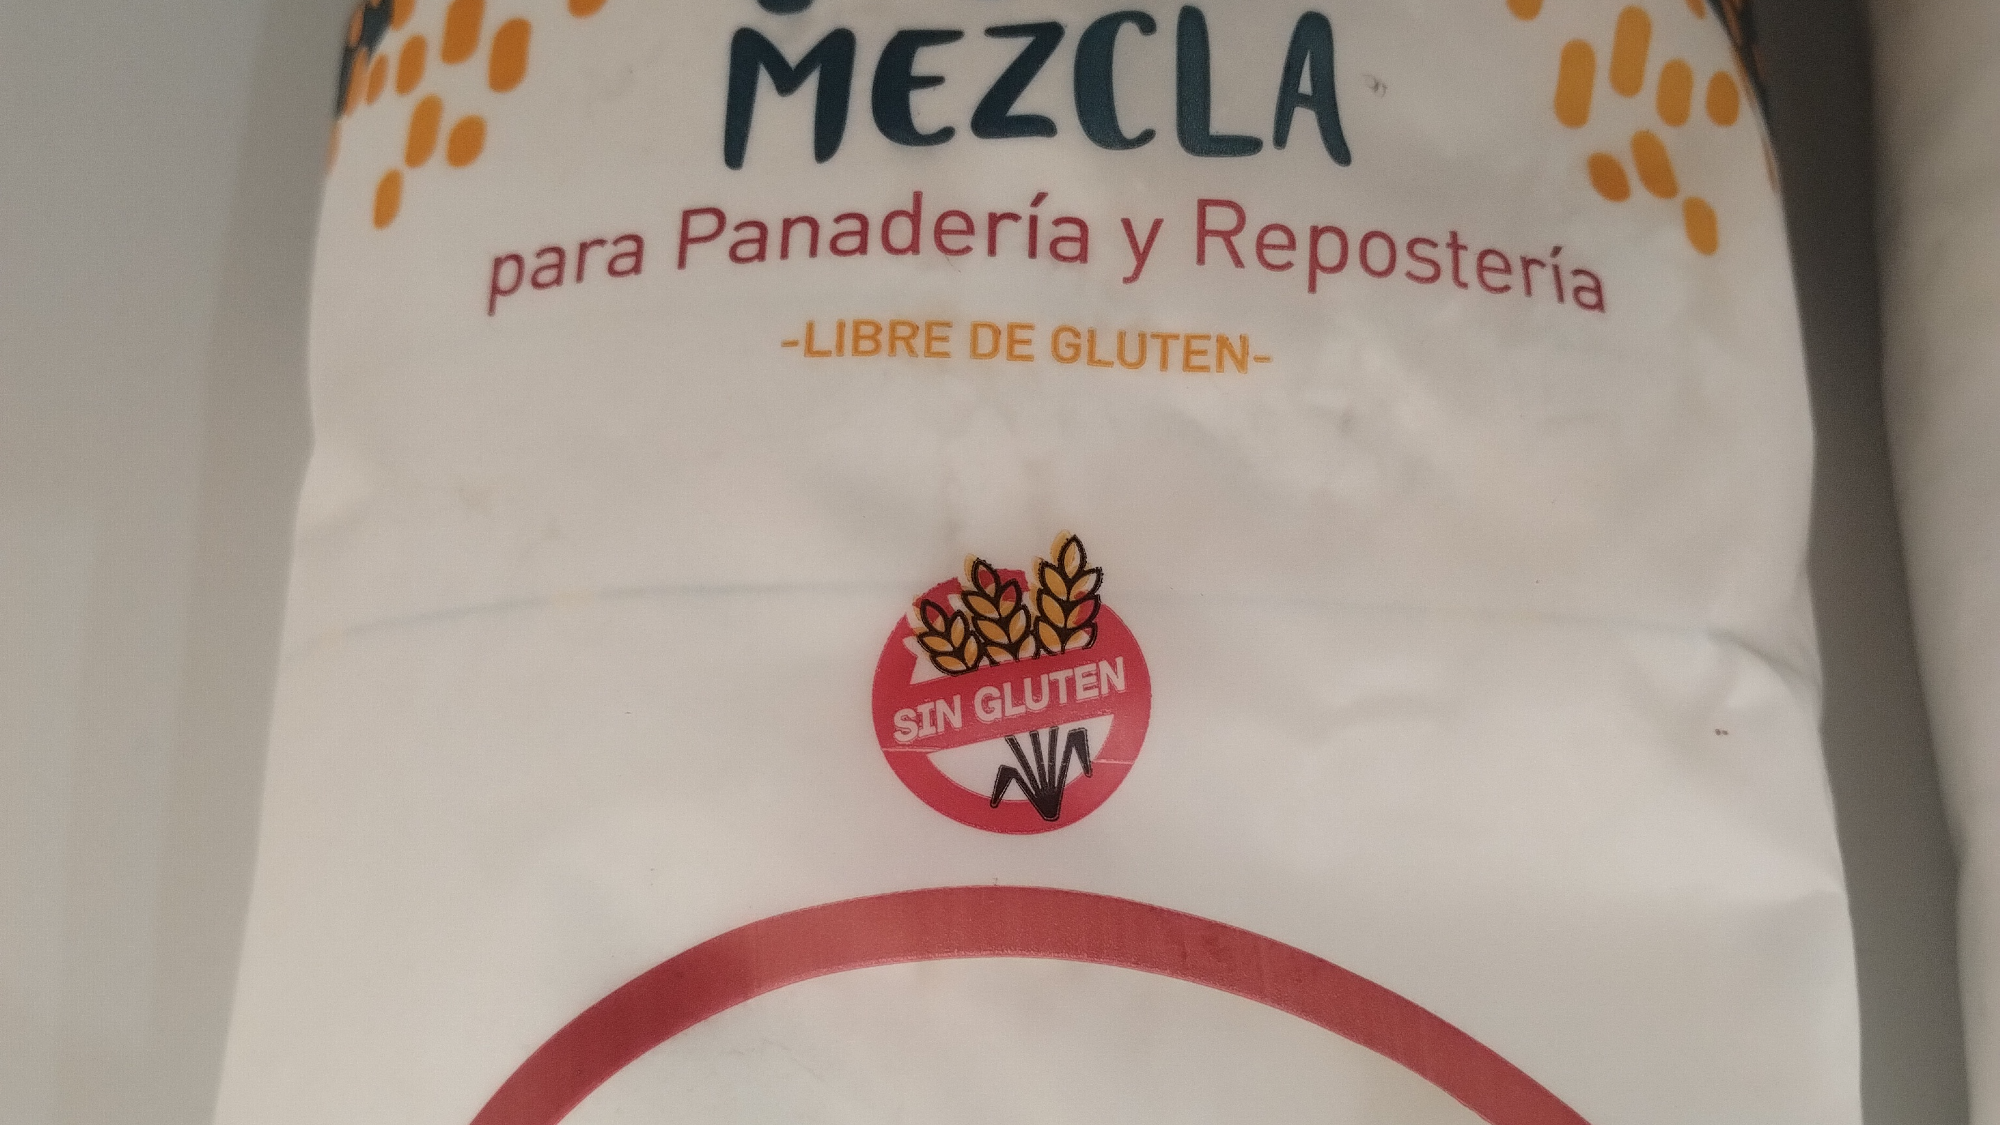 MEZCLA
para Panadería y Repostería
-LIBRE DE GLUTEN-
SIN GLUTEN